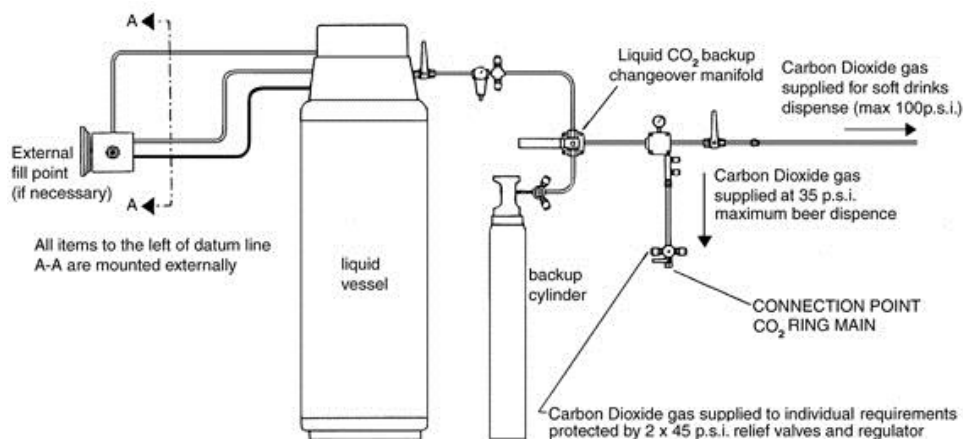 A
Liquid CO2 backup
changeover manifold
Carbon Dioxide gas
supplied for soft drinks
dispense (max 100p.s.i.)
External
fill point
(if necessary)
A
Carbon Dioxide gas
supplied at 35 p.s.i.
maximum beer dispence
All items to the left of datum line
A-A are mounted externally
liquid
vessel
backup
cylinder
CONNECTION POINT
CO2 RING MAIN
Carbon Dioxide gas supplied to individual requirements
protected by 2 x 45 p.s.i. relief valves and regulator